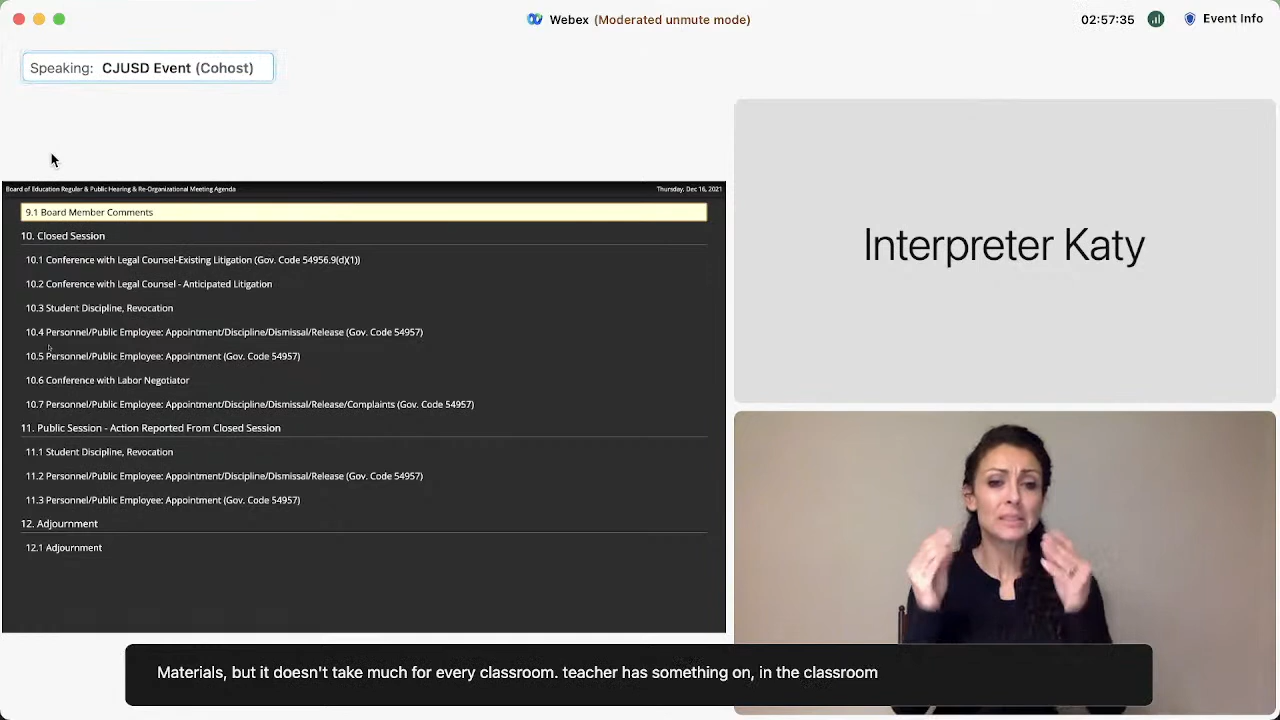 Webex (Moderated unmute mode)
02:57:35
Event Info
Speaking: CJUSD Event (Cohost)
Board of Education Regular & Public Hearing & Re-Organizational Meeting Agenda
Thursday, Dec 16, 2021
9.1 Board Member Comments
10. Closed Session
10.1 Conference with Legal Counsel-Existing Litigation (Gov. Code 54956.9(d)(1))
10.2 Conference with Legal Counsel - Anticipated Litigation
10.3 Student Discipline, Revocation
10.4 Personnel/Public Employee: Appointment/Discipline/Dismissal/Release (Gov. Code 54957)
10.5 Personnel/Public Employee: Appointment (Gov. Code 54957)
10.6 Conference with Labor Negotiator
10.7 Personnel/Public Employee: Appointment/Discipline/Dismissal/Release/Complaints (Gov. Code 54957)
11. Public Session - Action Reported From Closed Session
11.1 Student Discipline, Revocation
11.2 Personnel/Public Employee: Appointment/Discipline/Dismissal/Release (Gov. Code 54957)
11.3 Personnel/Public Employee: Appointment (Gov. Code 54957)
12. Adjournment
12.1 Adjournment
Interpreter Katy
Materials, but it doesn't take much for every classroom. teacher has something on, in the classroom